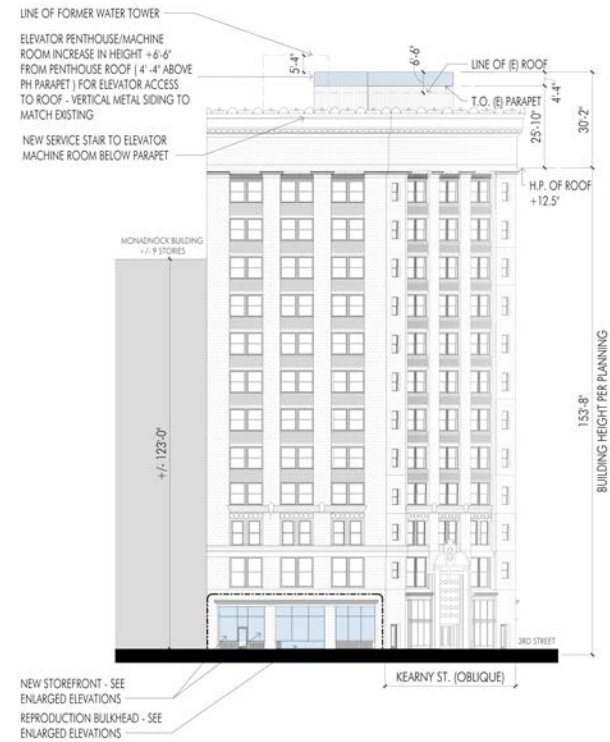 LINE OF FORMER WATER TOWER
ELEVATOR PENTHOUSE/MACHINE
ROOM INCREASE IN HEIGHT +6'-6"
FROM PENTHOUSE ROOF ( 4' -4" ABOVE
PH PARAPET ) FOR ELEVATOR ACCESS
TO ROOF - VERTICAL METAL SIDING TO
MATCH EXISTING
NEW SERVICE STAIR TO ELEVATOR
MACHINE ROOM BELOW PARAPET
5'-4"
6'-6"
LINE OF (E) ROOF
T.O. (E) PARAPET
4'-4"
25'-10"
30'-2"
H.P. OF ROOF
+12.5"
MONADNOCK BUILDING
+/- 9 STORIES
+/- 123'-0"
153'-8"
BUILDING HEIGHT PER PLANNING
3RD STREET
KEARNY ST. (OBLIQUE)
NEW STOREFRONT - SEE
ENLARGED ELEVATIONS
REPRODUCTION BULKHEAD - SEE
ENLARGED ELEVATIONS